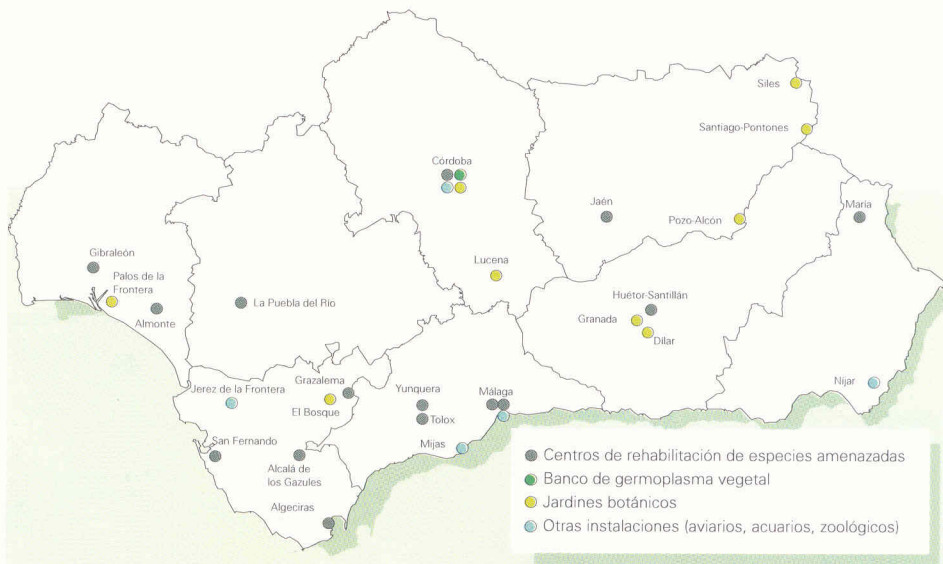 Siles
Santiago-Pontones
Córdoba
Jaén
Pozo-Alcón
María
Gibraleón
Palos de la
Frontera
Almonte
La Puebla del Río
Lucena
Huétor-Santillán
Granada
Dílar
Jerez de la Frontera
Grazalema
El Bosque
Yunquera
Málaga
Tolox
Níjar
San Fernando
Alcalá de
los Gazules
Mijas
Algeciras
Centros de rehabilitación de especies amenazadas
Banco de germoplasma vegetal
Jardines botánicos
Otras instalaciones (aviarios, acuarios, zoológicos)